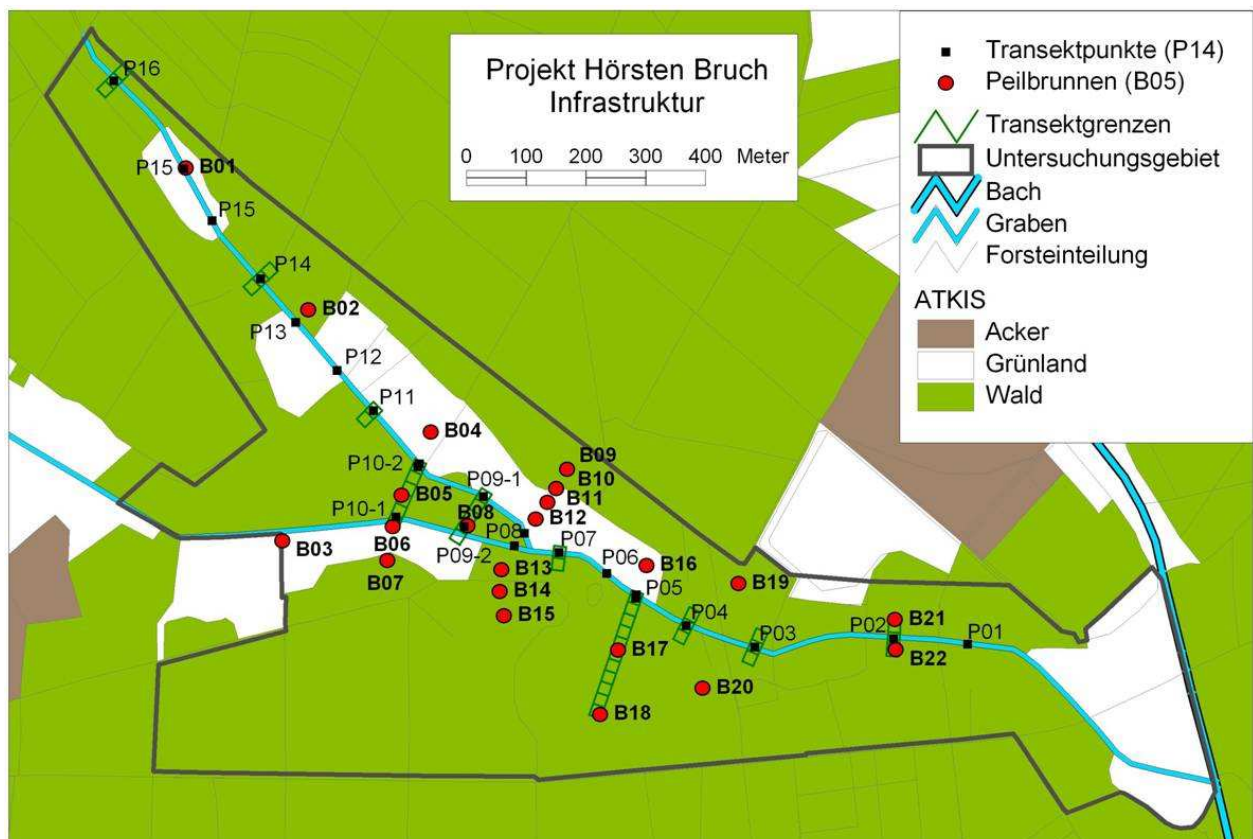 Projekt Hörsten Bruch
Infrastruktur
0 100 200 300 400 Meter
Transektpunkte (P14)
Peilbrunnen (B05)
Transektgrenzen
Untersuchungsgebiet
Bach
Graben
Forsteinteilung
ATKIS
Acker
Grünland
Wald
P16
P15
B01
P15
P14
B02
P13
P12
P11
B04
P10-2
P09-1
B09
B10
B05
B11
P10-1
B08
B12
B03
B06
P08
P07
P09-2
B07
B13
P06
B16
B14
P05
B19
B15
P04
B21
P03
P02
P01
B17
B22
B20
B18